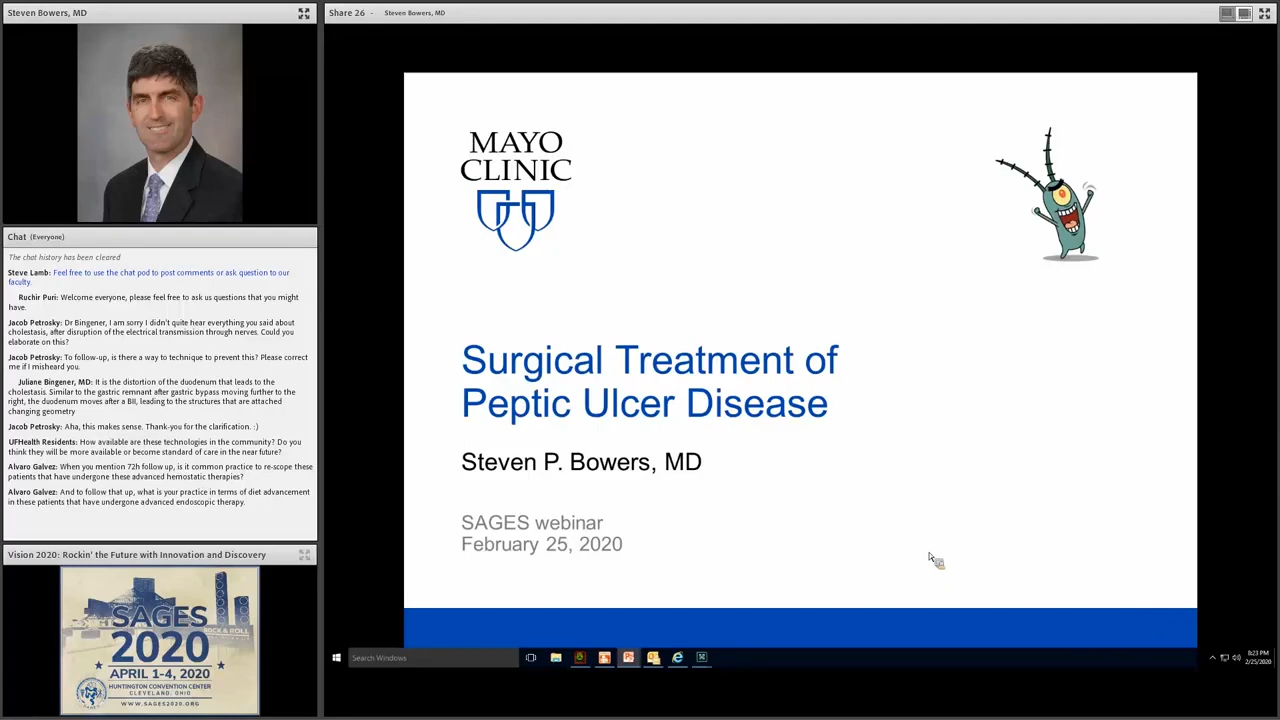 Steven Bowers, MD
Share 26 - Steven Bowers, MD
Chat (Everyone)
The chat history has been cleared
Steve Lamb: Feel free to use the chat pod to post comments or ask question to our
faculty.
Ruchir Puri: Welcome everyone, please feel free to ask us questions that you might
have.
Jacob Petrosky: Dr Bingener, I am sorry I didn't quite hear everything you said about
cholestasis, after disruption of the electrical transmission through nerves. Could you
elaborate on this?
Jacob Petrosky: To follow-up, is there a way to technique to prevent this? Please correct
me if I misheard you.
Juliane Bingener, MD: It is the distortion of the duodenum that leads to the
cholestasis. Similar to the gastric remnant after gastric bypass moving further to the
right, the duodenum moves after a BII, leading to the structures that are attached
changing geometry
Jacob Petrosky: Aha, this makes sense. Thank-you for the clarification. :)
UFHealth Residents: How available are these technologies in the community? Do you
think they will be more available or become standard of care in the near future?
Alvaro Galvez: When you mention 72h follow up, is it common practice to re-scope these
patients that have undergone these advanced hemostatic therapies?
Alvaro Galvez: And to follow that up, what is your practice in terms of diet advancement
in these patients that have undergone advanced endoscopic therapy.
Vision 2020: Rockin' the Future with Innovation and Discovery
ROCK & ROLL
SAGES
2020
APRIL 1-4, 2020
HUNTINGTON CONVENTION CENTER
CLEVELAND, OHIO
WWW.SAGES2020.ORG
MAYO
CLINIC
Surgical Treatment of
Peptic Ulcer Disease
Steven P. Bowers, MD
SAGES webinar
February 25, 2020
Search Windows
8:23 PM
2/25/2020